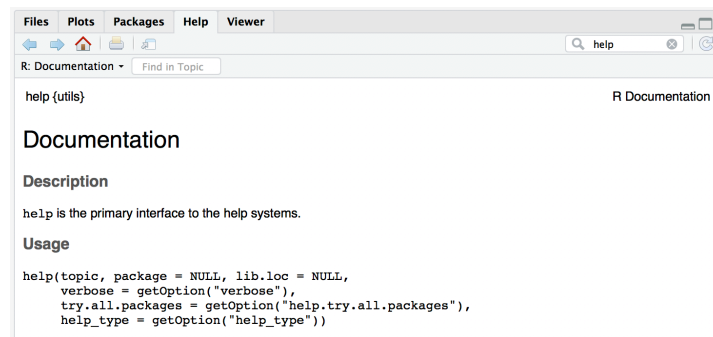 Files Plots Packages Help Viewer
help
R: Documentation Find in Topic
help {utils} R Documentation
Documentation
Description
help is the primary interface to the help systems.
Usage
help(topic, package = NULL, lib.loc = NULL,
verbose = getOption("verbose"),
try.all.packages = getOption("help.try.all.packages"),
help_type = getOption("help_type"))